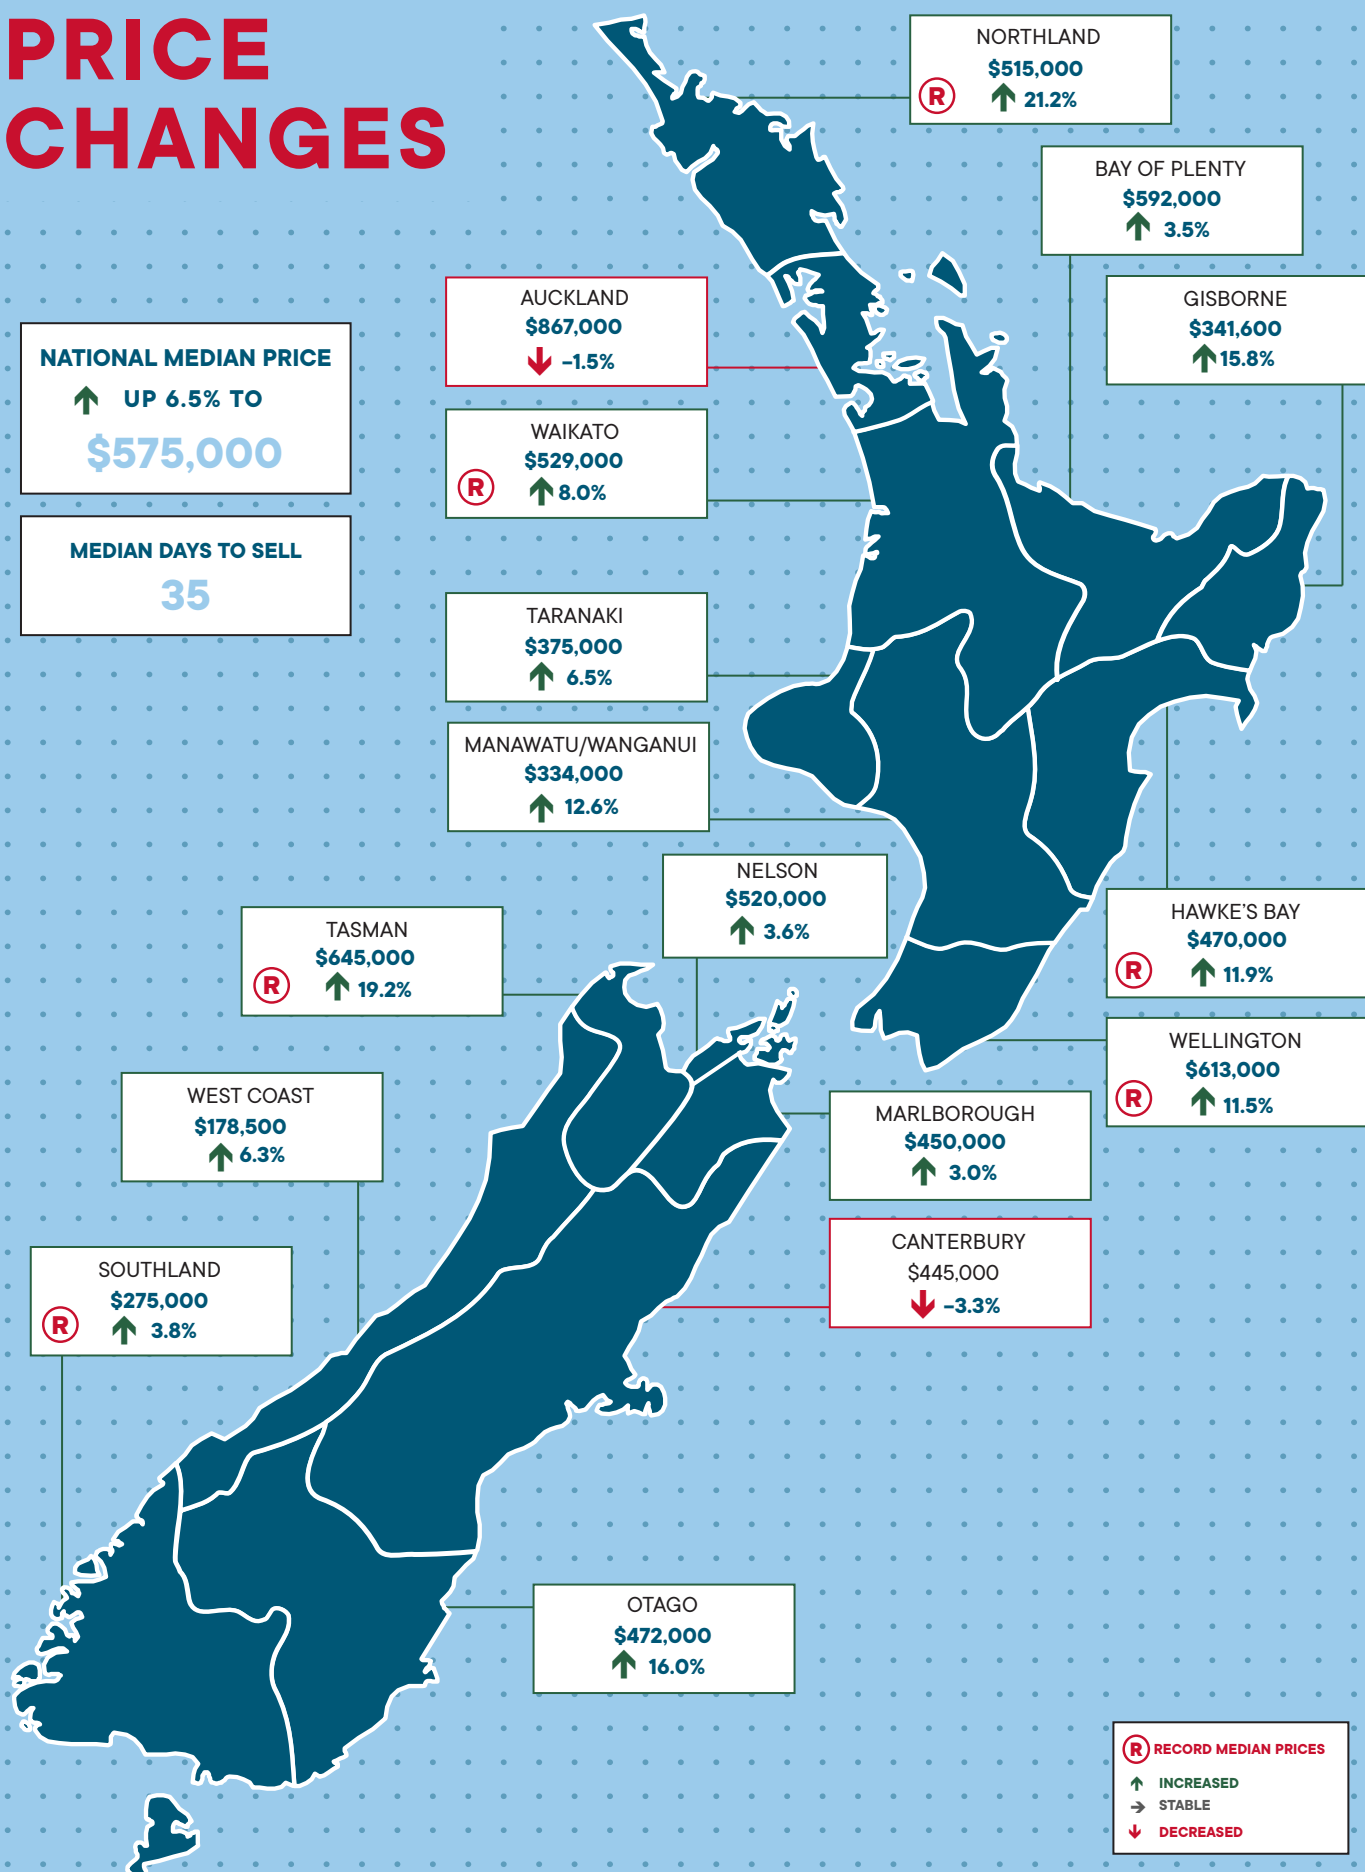 PRICE
CHANGES
NORTHLAND
$515,000
R
21.2%
BAY OF PLENTY
$592,000
3.5%
GISBORNE
$341,600
15.8%
AUCKLAND
$867,000
–1.5%
NATIONAL MEDIAN PRICE
UP 6.5% TO
$575,000
WAIKATO
$529,000
R
8.0%
MEDIAN DAYS TO SELL
35
TARANAKI
$375,000
6.5%
MANAWATU/WANGANUI
$334,000
12.6%
NELSON
$520,000
3.6%
HAWKE'S BAY
$470,000
R
11.9%
TASMAN
$645,000
R
19.2%
WELLINGTON
$613,000
R
11.5%
WEST COAST
$178,500
6.3%
MARLBOROUGH
$450,000
3.0%
CANTERBURY
$445,000
–3.3%
SOUTHLAND
$275,000
R
3.8%
OTAGO
$472,000
16.0%
R RECORD MEDIAN PRICES
INCREASED
STABLE
DECREASED